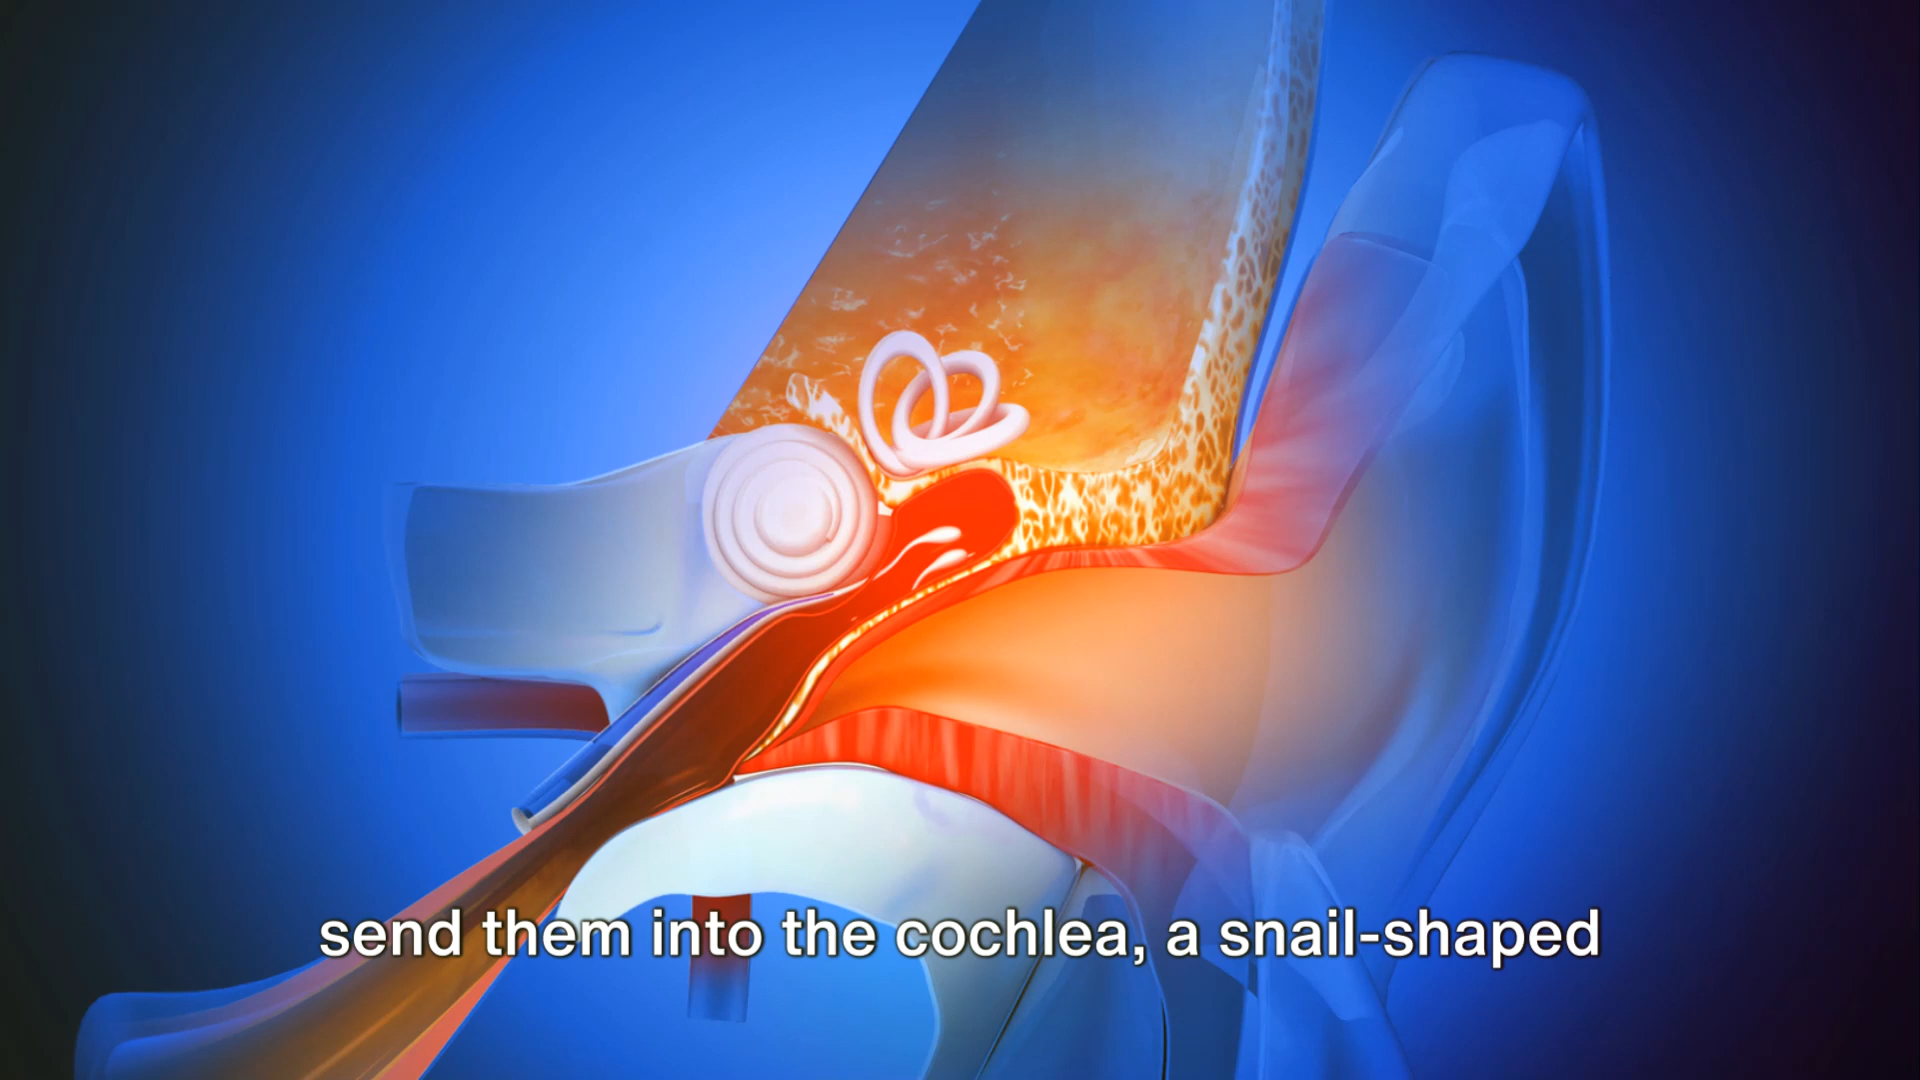 send them into the cochlea, a snail-shaped